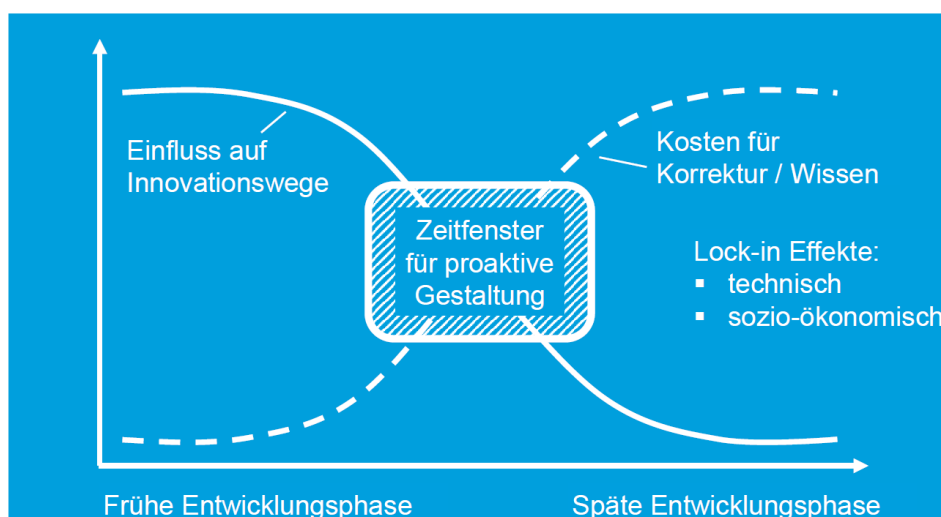 Einfluss auf
Innovationswege
Kosten für
Korrektur / Wissen
Zeitfenster
für proaktive
Gestaltung
Lock-in Effekte:
▪ technisch
▪ sozio-ökonomisch
Frühe Entwicklungsphase
Späte Entwicklungsphase